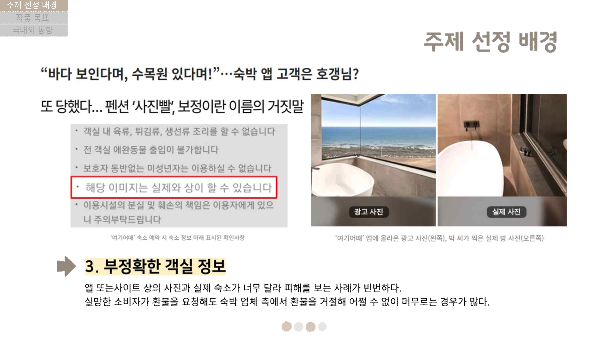 주제 선정 배경
작품 목표
국내외 동향
주제 선정 배경
“바다 보인다며, 수목원 있다며!”…숙박 앱 고객은 호갱님?
또 당했다... 펜션 ‘사진빨’, 보정이란 이름의 거짓말
· 객실 내 육류, 튀김류, 생선류 조리를 할 수 없습니다
· 전 객실 애완동물 출입이 불가합니다
· 보호자 동반없는 미성년자는 이용하실 수 없습니다
· 해당 이미지는 실제와 상이 할 수 있습니다
· 이용시설의 분실 및 훼손의 책임은 이용자에게 있으
니 주의부탁드립니다
'여기어때' 숙소 예약 시 숙소 정보 아래 표시된 확인사항
광고 사진
실제 사진
'여기어때' 앱에 올라온 광고 사진(왼쪽), 박 씨가 찍은 실제 방 사진(오른쪽)
3. 부정확한 객실 정보
앱 또는사이트 상의 사진과 실제 숙소가 너무 달라 피해를 보는 사례가 빈번하다.
실망한 소비자가 환불을 요청해도 숙박 업체 측에서 환불을 거절해 어쩔 수 없이 머무르는 경우가 많다.